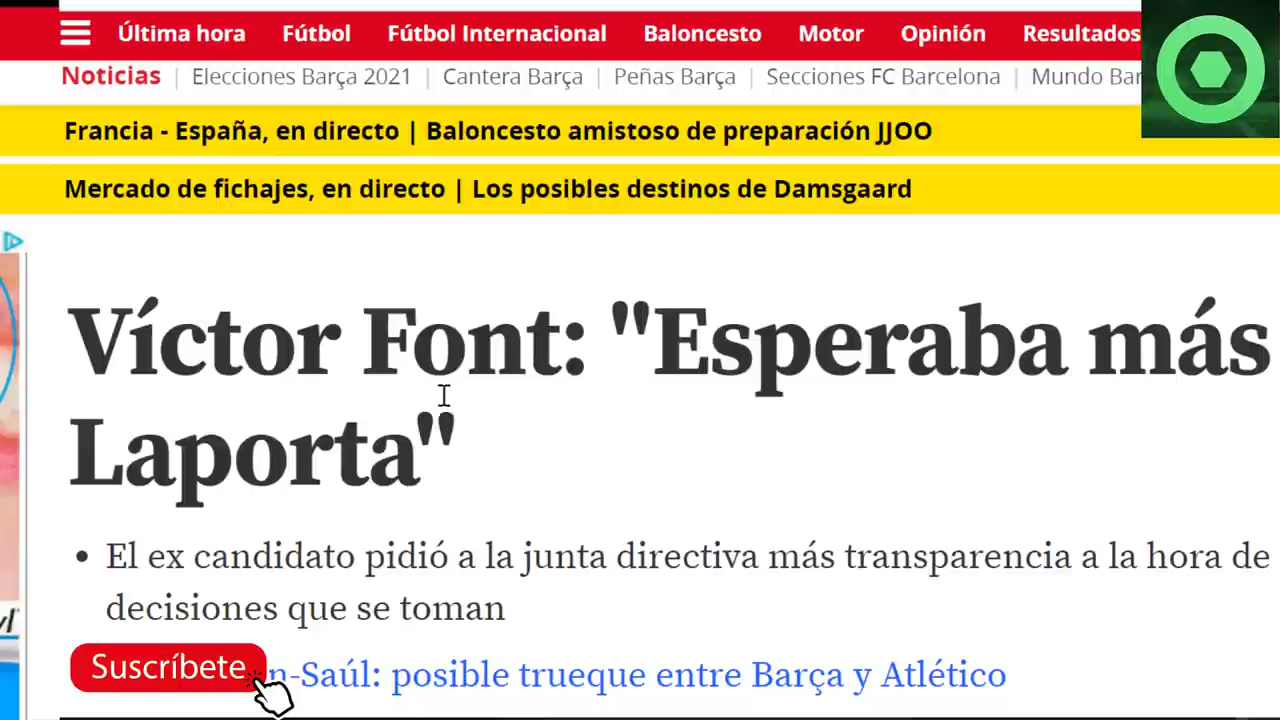 Última hora Fútbol Fútbol Internacional Baloncesto Motor Opinión Resultados
Noticias | Elecciones Barça 2021 | Cantera Barça | Peñas Barça | Secciones FC Barcelona | Mundo
Francia - España, en directo | Baloncesto amistoso de preparación JJOO
Mercado de fichajes, en directo | Los posibles destinos de Damsgaard
Víctor Font: "Esperaba más
Laporta"
• El ex candidato pidió a la junta directiva más transparencia a la hora de
decisiones que se toman
Suscríbete
n-Saúl: posible trueque entre Barça y Atlético